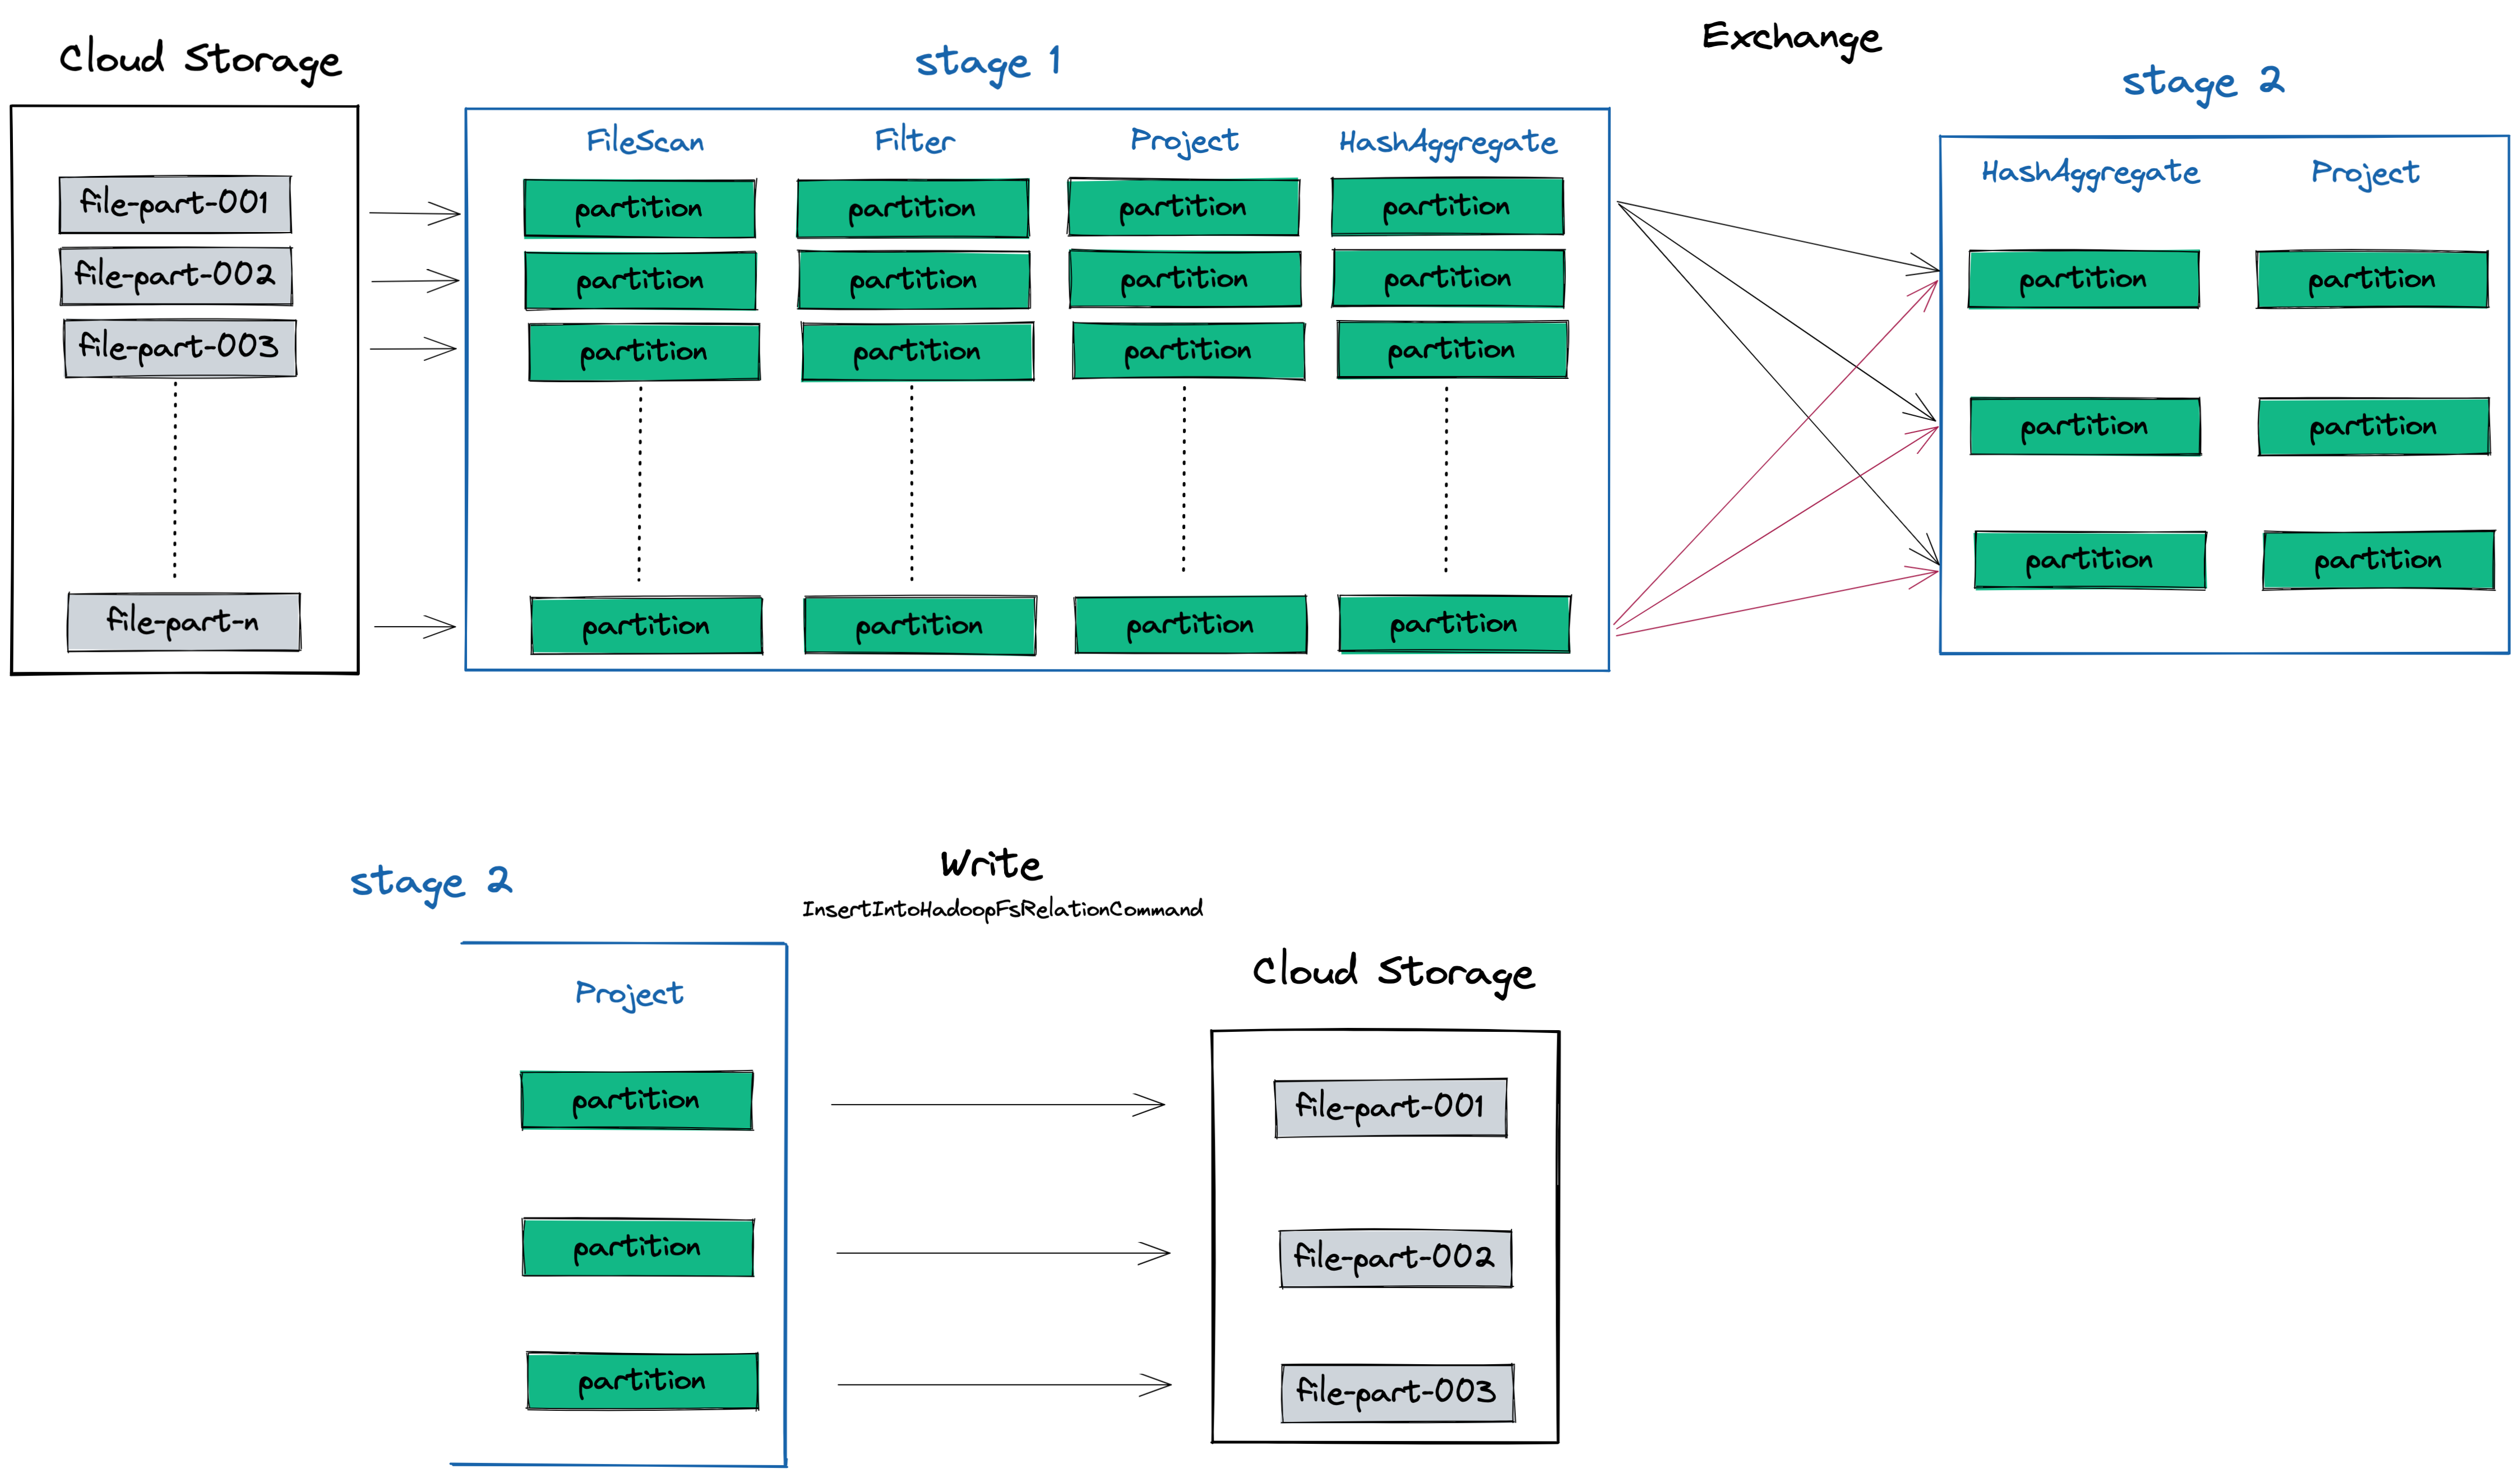 Cloud Storage
stage 1
Exchange
stage 2
FileScan
Filter
Project
HashAggregate
HashAggregate
Project
file-part-001
partition
partition
partition
partition
file-part-002
partition
partition
partition
partition
partition
partition
file-part-003
partition
partition
partition
partition
partition
partition
partition
partition
file-part-n
partition
partition
partition
partition
stage 2
Write
InsertIntoHadoopFsRelationCommand
Cloud Storage
Project
partition
file-part-001
partition
file-part-002
partition
file-part-003